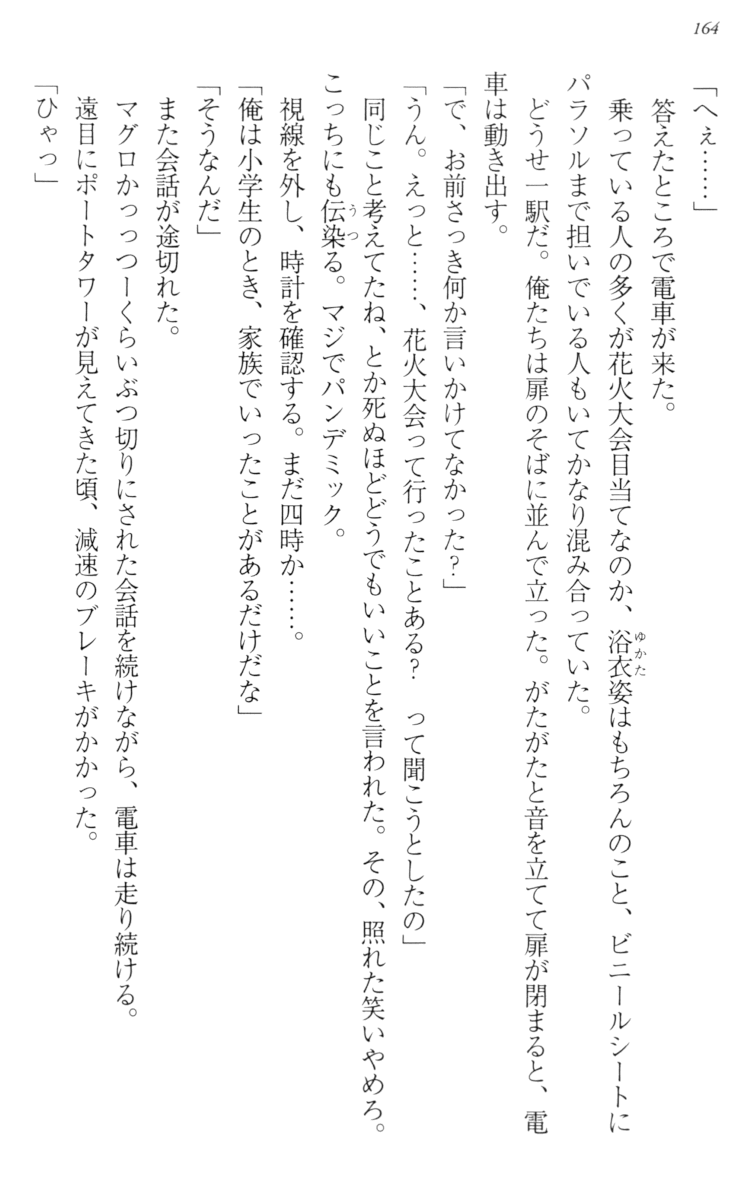 164
「へぇ……」
　答えたところで電車が来た。
　乗っている人の多くが花火大会目当てなのか、浴衣姿はもちろんのこと、ビニールシートに
パラソルまで担いでいる人もいてかなり混み合っていた。
　どうせ一駅だ。俺たちは扉のそばに並んで立った。がたがたと音を立てて扉が閉まると、電
車は動き出す。
「で、お前さっき何か言いかけてなかった？」
「うん。えっと……、花火大会って行ったことある？　って聞こうとしたの」
　同じこと考えてたね、とか死ぬほどどうでもいいことを言われた。その、照れた笑いやめろ。
こっちにも伝染る。マジでパンデミック。
　視線を外し、時計を確認する。まだ四時か……。
「俺は小学生のとき、家族でいったことがあるだけだな」
「そうなんだ」
　また会話が途切れた。
　マグロかっっつーくらいぶつ切りにされた会話を続けながら、電車は走り続ける。
　遠目にポートタワーが見えてきた頃、減速のブレーキがかかった。
「ひゃっ」